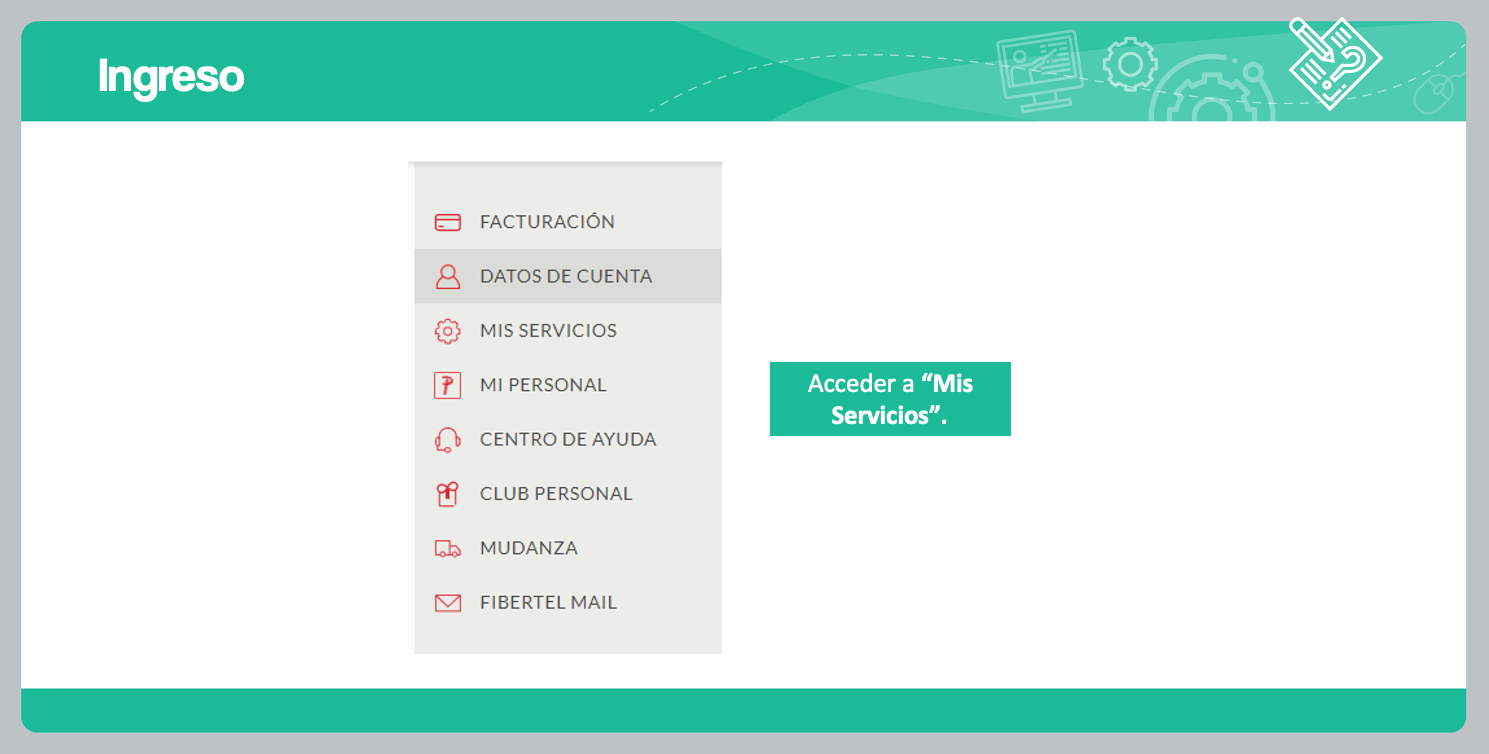 Ingreso
FACTURACIÓN
DATOS DE CUENTA
MIS SERVICIOS
MI PERSONAL
CENTRO DE AYUDA
CLUB PERSONAL
MUDANZA
FIBERTEL MAIL
Acceder a “Mis
Servicios”.